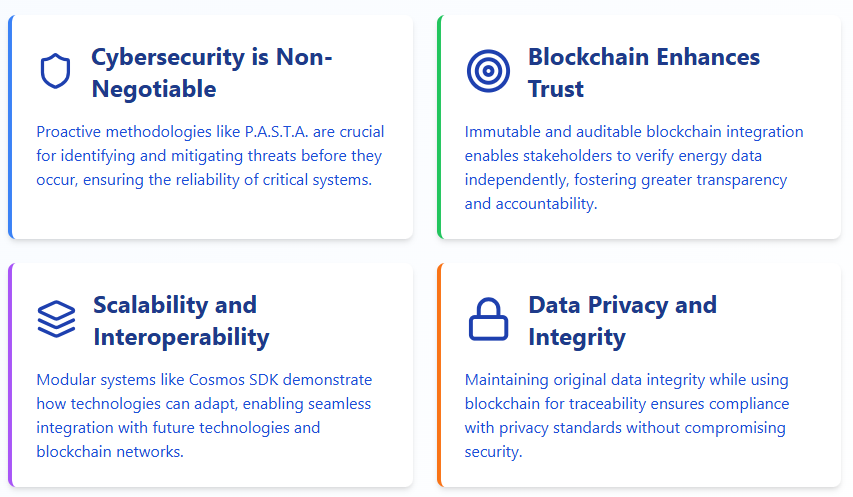 Cybersecurity is Non-
Negotiable
Proactive methodologies like P.A.S.T.A. are crucial
for identifying and mitigating threats before they
occur, ensuring the reliability of critical systems.
Blockchain Enhances
Trust
Immutable and auditable blockchain integration
enables stakeholders to verify energy data
independently, fostering greater transparency
and accountability.
Scalability and
Interoperability
Modular systems like Cosmos SDK demonstrate
how technologies can adapt, enabling seamless
integration with future technologies and
blockchain networks.
Data Privacy and
Integrity
Maintaining original data integrity while using
blockchain for traceability ensures compliance
with privacy standards without compromising
security.